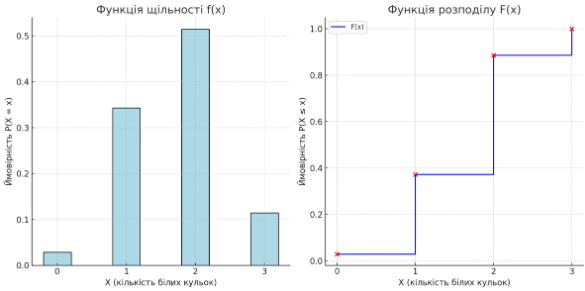 Функція щільності f(x)
0.5
0.4
0.3
0.2
0.1
0.0
Ймовірність P(X = x)
0 1 2 3
X (кількість білих кульок)
Функція розподілу F(x)
F(x)
1.0
0.8
0.6
0.4
0.2
0.0
Ймовірність P(X ≤ x)
0 1 2 3
X (кількість білих кульок)